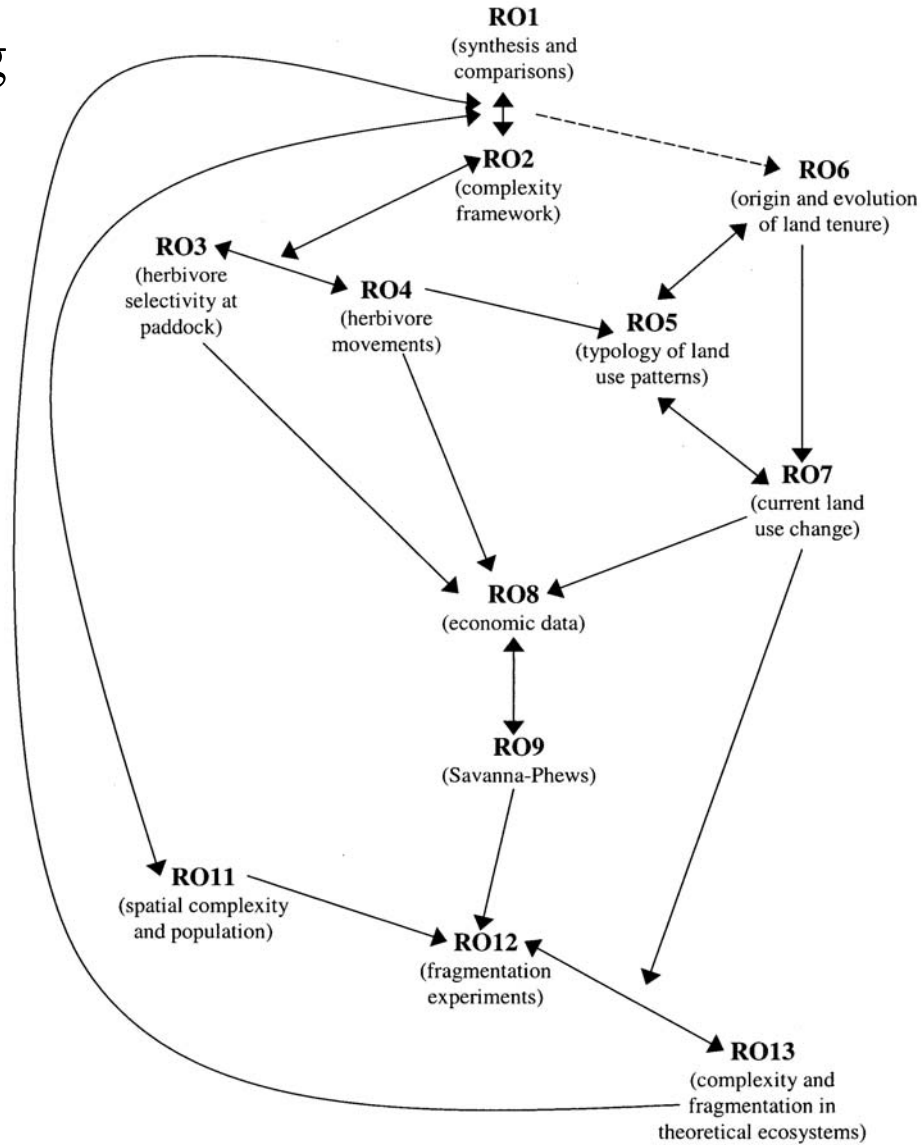 g
RO1
(synthesis and
comparisons)
RO2
(complexity
framework)
RO6
(origin and evolution
of land tenure)
RO3
(herbivore
selectivity at
paddock)
RO4
(herbivore
movements)
RO5
(typology of land
use patterns)
RO7
(current land
use change)
RO8
(economic data)
RO9
(Savanna-Phews)
RO11
(spatial complexity
and population)
RO12
(fragmentation
experiments)
RO13
(complexity and
fragmentation in
theoretical ecosystems)